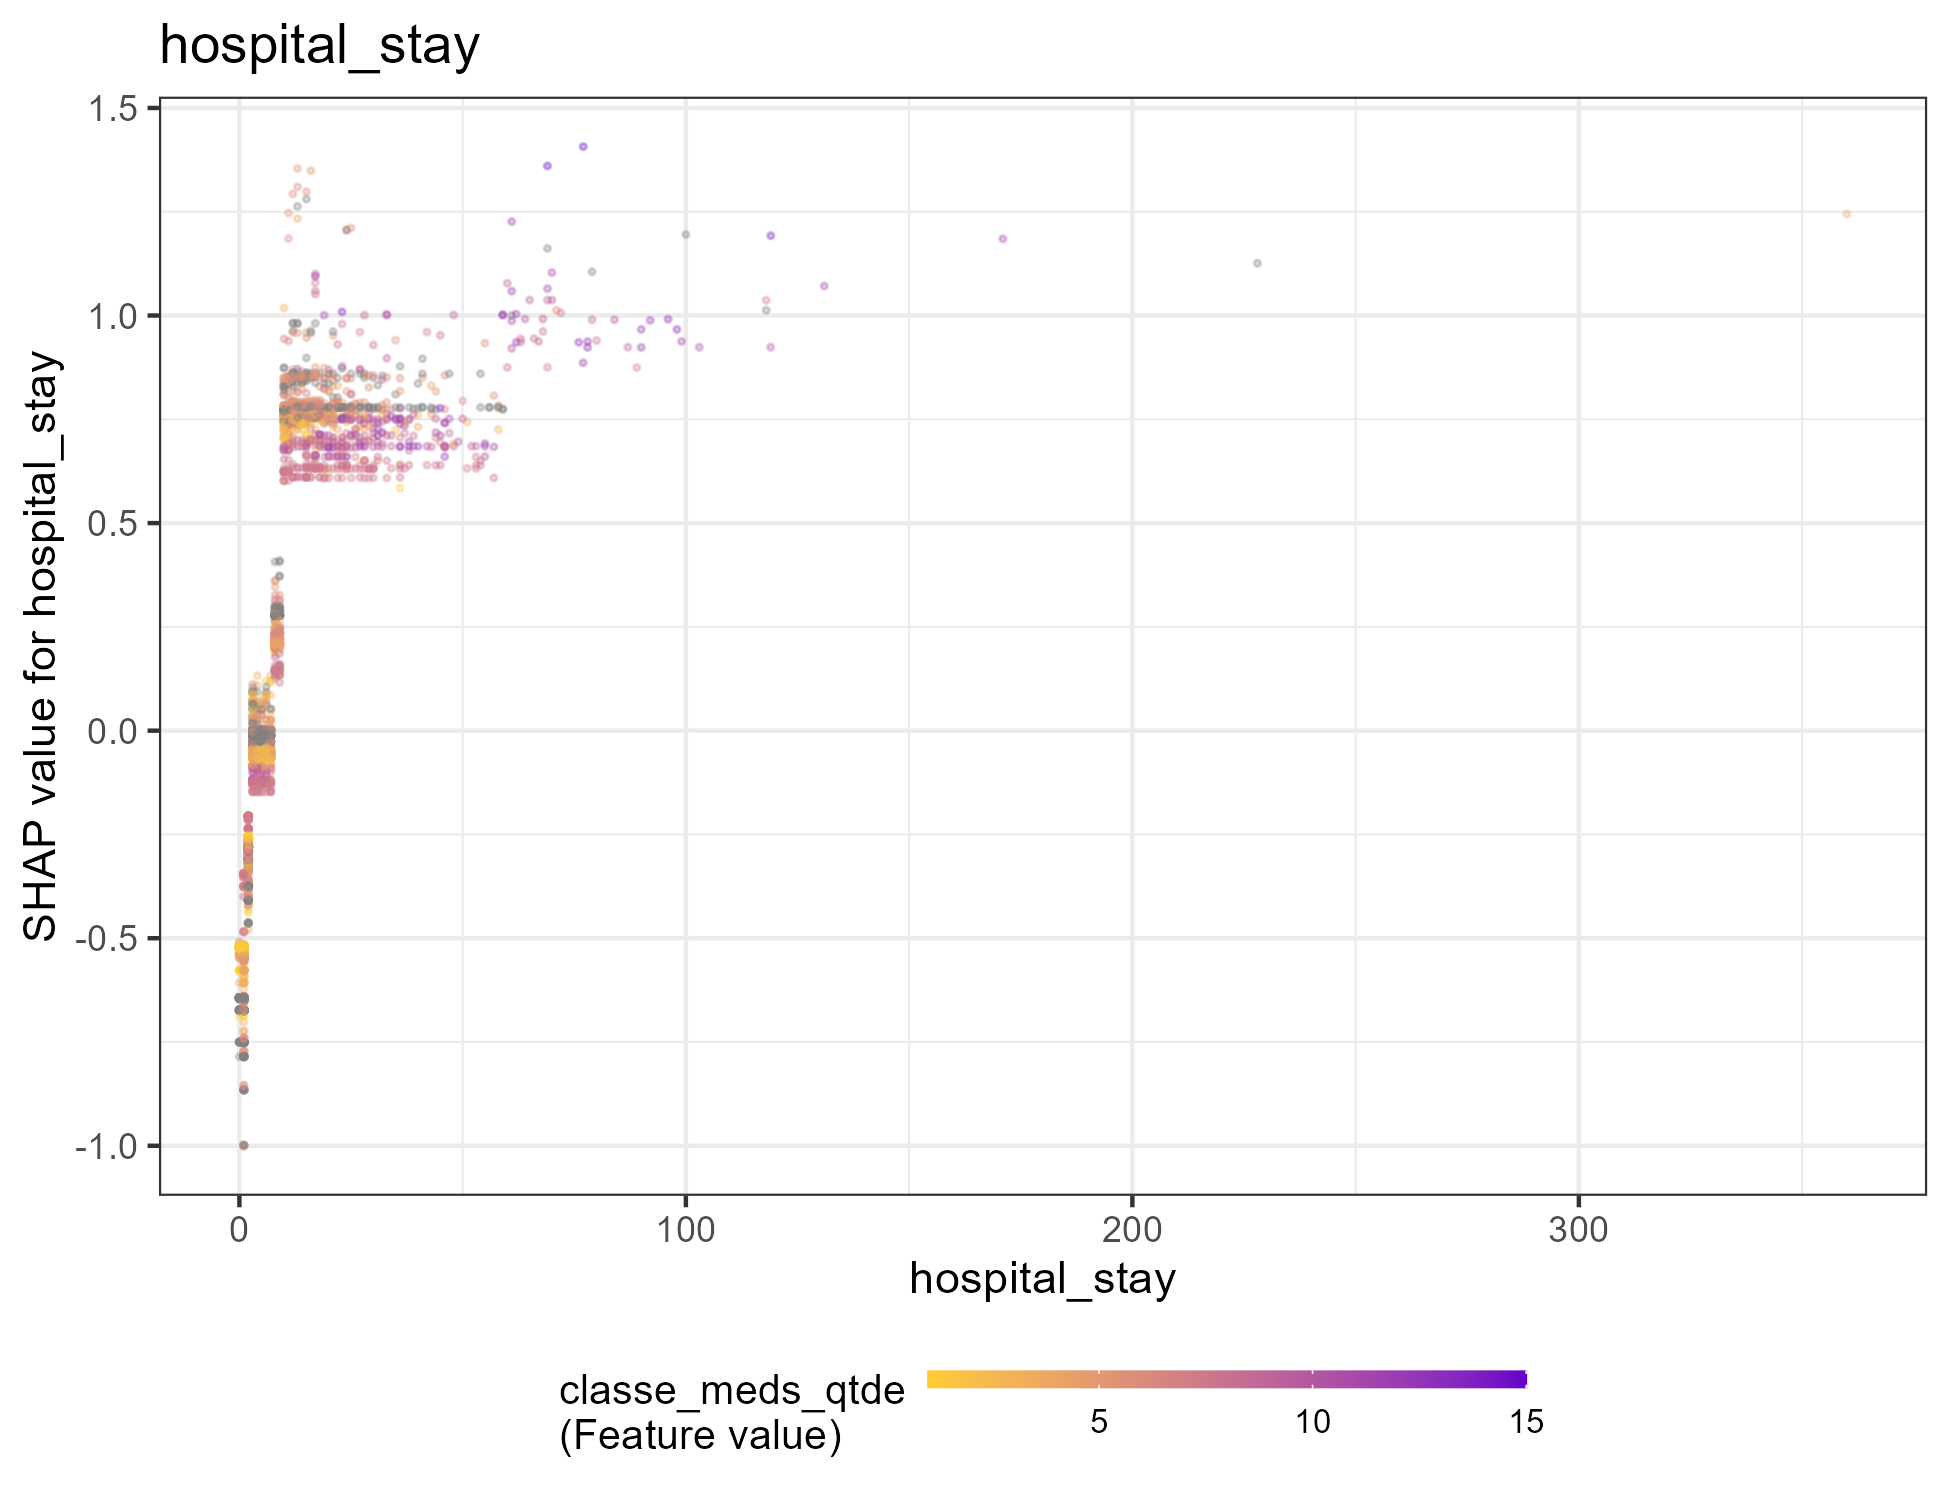 hospital_stay
1.5
1.0
0.5
0.0
-0.5
-1.0
SHAP value for hospital_stay
0 100 200 300
hospital_stay
classe_meds_qtde
(Feature value)
5 10 15